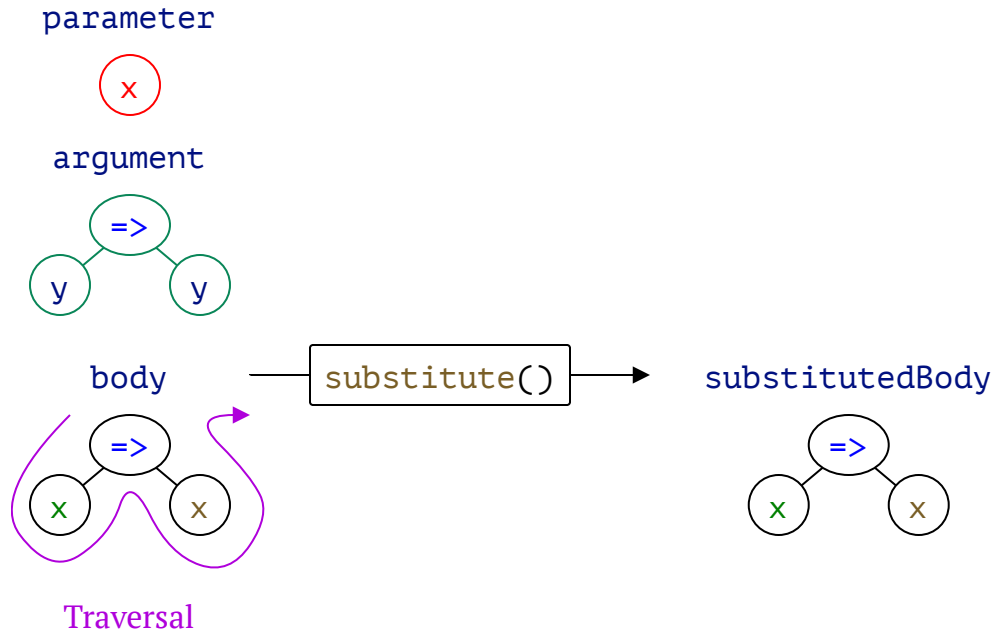 parameter
x
argument
=>
y y
body substitute() substitutedBody
=> =>
x x x x
Traversal